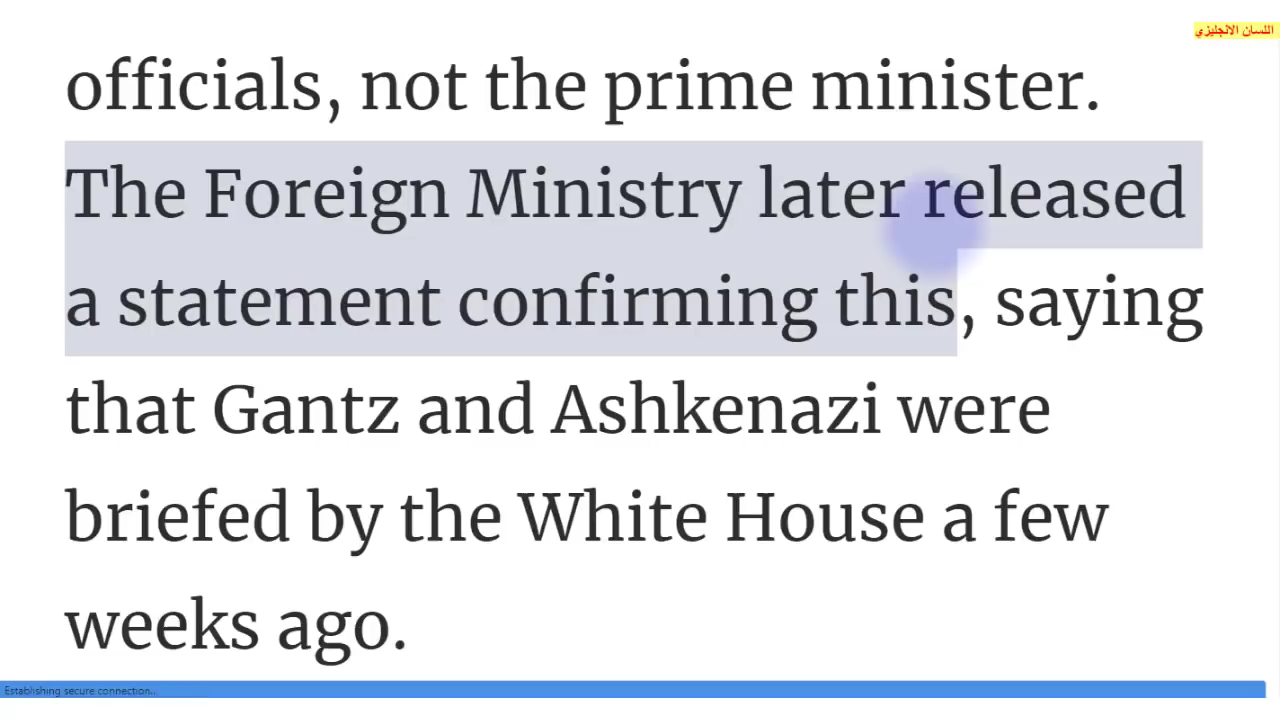 اللسان الانجليزي
officials, not the prime minister.
The Foreign Ministry later released
a statement confirming this, saying
that Gantz and Ashkenazi were
briefed by the White House a few
weeks ago.
Establishing secure connection...